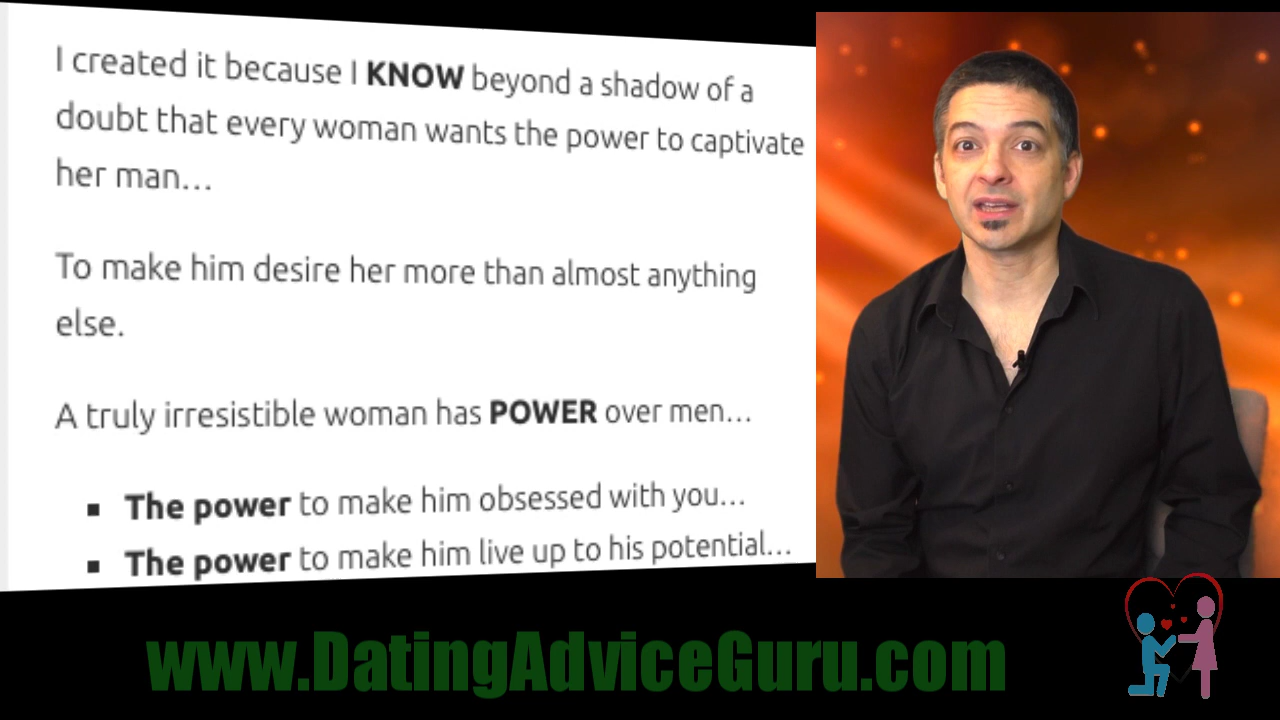 I created it because I KNOW beyond a shadow of a
doubt that every woman wants the power to captivate
her man...
To make him desire her more than almost anything
else.
A truly irresistible woman has POWER over men...
▪ The power to make him obsessed with you...
▪ The power to make him live up to his potential...
www.DatingAdviceGuru.com